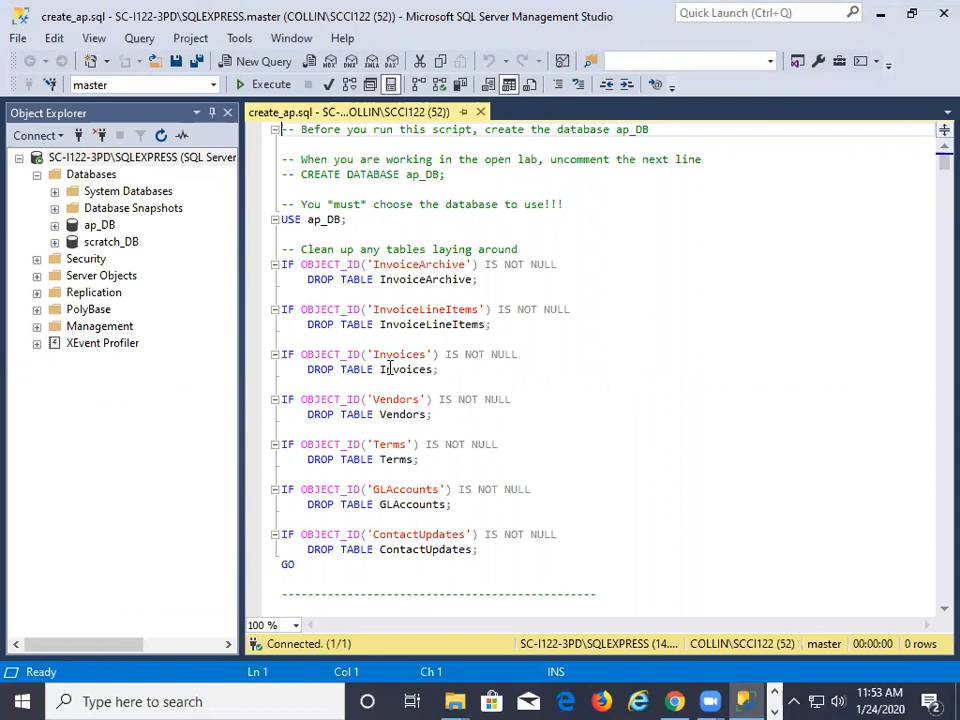 create_ap.sql - SC-I122-3PD\SQLEXPRESS.master (COLLIN\SCCI122 (52)) - Microsoft SQL Server Management Studio
Quick Launch (Ctrl+Q)
File Edit View Query Project Tools Window Help
New Query
master
Execute
Object Explorer
create_ap.sql - SC-...OLLIN\SCCI122 (52))
Connect
SC-I122-3PD\SQLEXPRESS (SQL Server
Databases
System Databases
Database Snapshots
ap_DB
scratch_DB
Security
Server Objects
Replication
PolyBase
Management
XEvent Profiler
-- Before you run this script, create the database ap_DB
-- When you are working in the open lab, uncomment the next line
-- CREATE DATABASE ap_DB;
-- You "must" choose the database to use!!!
USE ap_DB;
-- Clean up any tables laying around
IF OBJECT_ID('InvoiceArchive') IS NOT NULL
DROP TABLE InvoiceArchive;
IF OBJECT_ID('InvoiceLineItems') IS NOT NULL
DROP TABLE InvoiceLineItems;
IF OBJECT_ID('Invoices') IS NOT NULL
DROP TABLE Invoices;
IF OBJECT_ID('Vendors') IS NOT NULL
DROP TABLE Vendors;
IF OBJECT_ID('Terms') IS NOT NULL
DROP TABLE Terms;
IF OBJECT_ID('GLAccounts') IS NOT NULL
DROP TABLE GLAccounts;
IF OBJECT_ID('ContactUpdates') IS NOT NULL
DROP TABLE ContactUpdates;
GO
------------------------------------------------
100 %
Connected. (1/1)
SC-I122-3PD\SQLEXPRESS (14.... COLLIN\SCCI122 (52) master 00:00:00 0 rows
Ready Ln 1 Col 1 Ch 1 INS
Type here to search
11:53 AM
1/24/2020
2